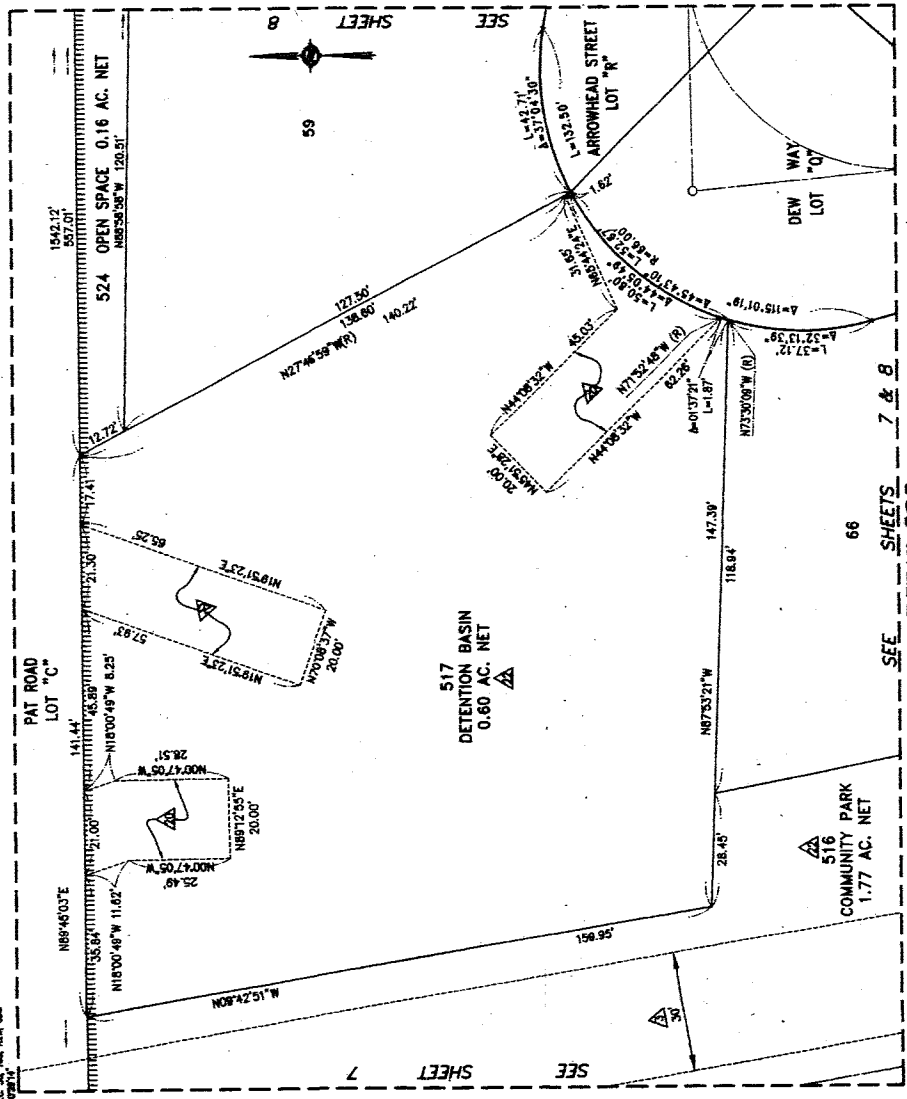 SEE SHEET 8
PAT ROAD
LOT "C"
N89°46'03"E
1542.12'
557.01'
524 OPEN SPACE 0.16 AC. NET
N88°58'58"W 120.51'
59
141.44'
35.84'
21.00'
45.89'
21.30'
17.41'
12.72'
N18°00'49"W 11.62'
N18°00'49"W 8.25'
N00°47'05"W
25.49'
N00°47'05"W
28.51'
N89°12'55"E
20.00'
57.93'
N19°51'23"E
65.25'
N19°51'23"E
N70°08'37"W
20.00'
127.50'
138.60'
140.22'
N27°46'59"W(R)
L=42.71'
Δ=37°04'30"
L=132.50'
ARROWHEAD STREET
LOT "R"
1.62'
N65°44'24"E
31.65'
L=50.80'
Δ=44°05'49"
Δ=45°43'10"
L=52.67'
R=66.00'
45.03'
N44°08'32"W
N45°51'28"E
20.00'
N44°08'32"W
62.26'
N71°52'48"W (R)
Δ=01°37'21"
L=1.87'
N73°30'09"W (R)
Δ=115°01'19"
Δ=32°13'39"
L=37.12'
DEW WAY
LOT "Q"
517
DETENTION BASIN
0.60 AC. NET
22
147.39'
118.94'
N87°53'21"W
28.45'
66
159.95'
N09°42'51"W
516
COMMUNITY PARK
1.77 AC. NET
30'
SEE SHEET 7
SEE SHEETS 7 & 8